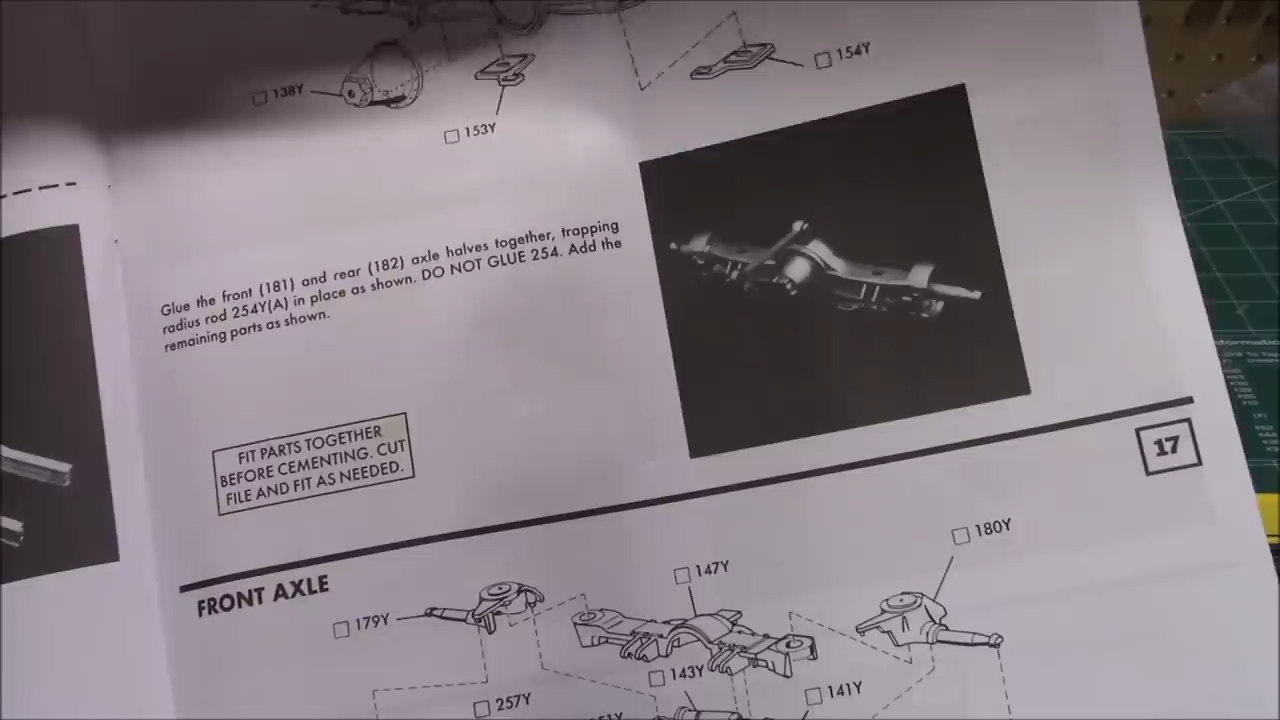 154Y
138Y
153Y
Glue the front (181) and rear (182) axle halves together, trapping
radius rod 254Y(A) in place as shown. DO NOT GLUE 254. Add the
remaining parts as shown.
FIT PARTS TOGETHER
BEFORE CEMENTING. CUT
FILE AND FIT AS NEEDED.
17
FRONT AXLE
180Y
147Y
179Y
143Y
141Y
257Y